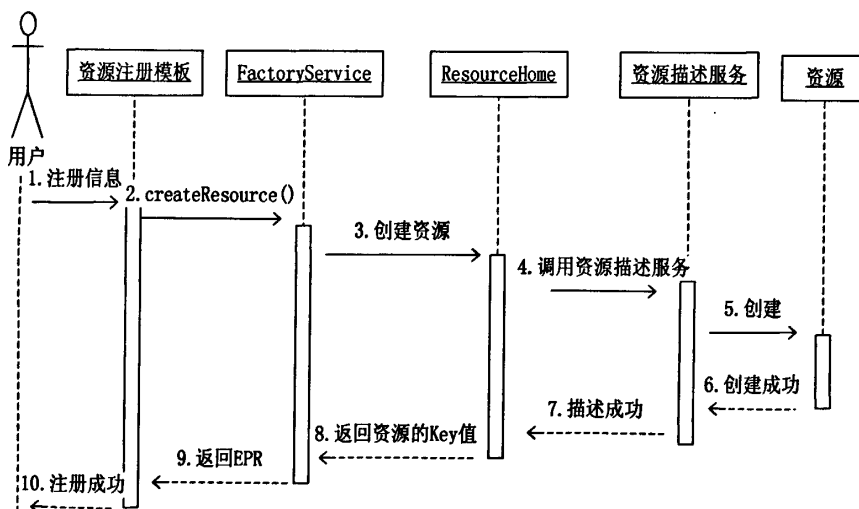 资源注册模板
FactoryService
ResourceHome
资源描述服务
资源
用户
1.注册信息
2.createResource()
3.创建资源
4.调用资源描述服务
5.创建
6.创建成功
7.描述成功
8.返回资源的Key值
9.返回EPR
10.注册成功